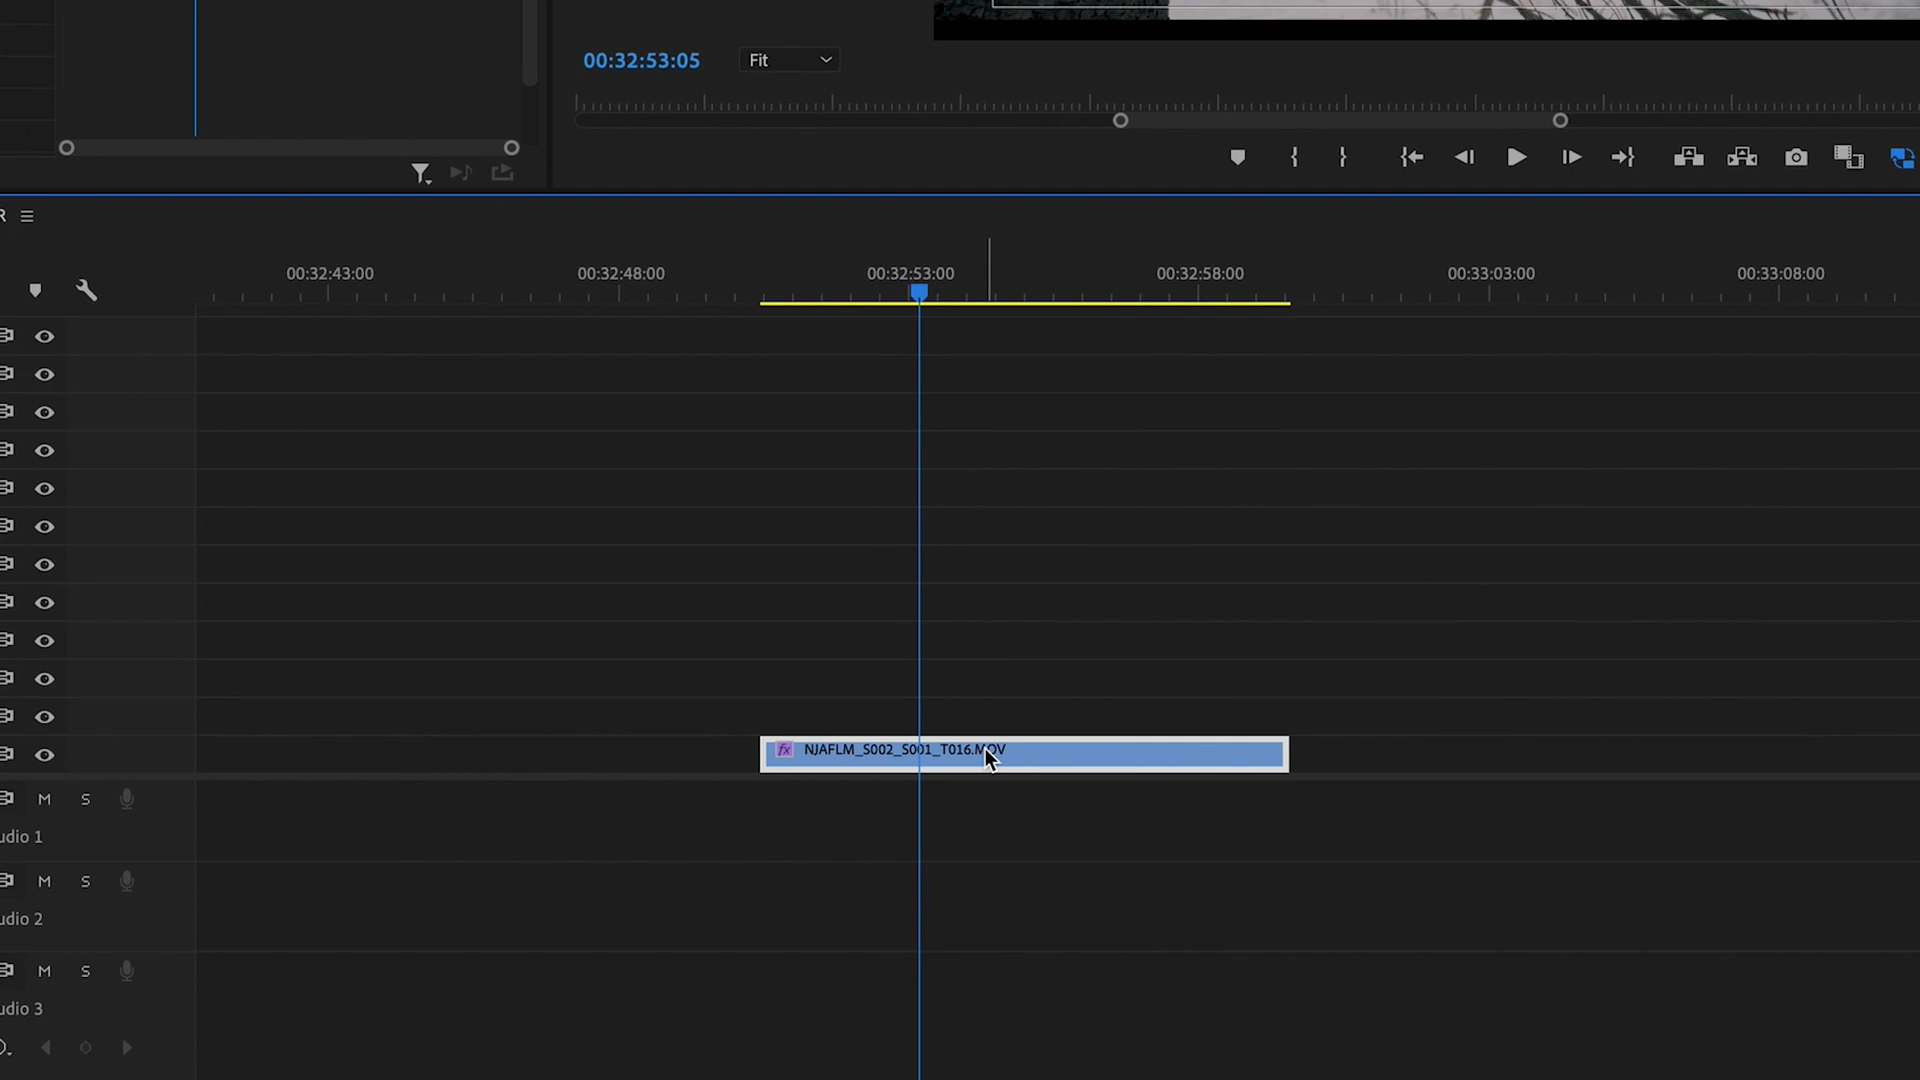 00:32:53:05 Fit
R
00:32:43:00 00:32:48:00 00:32:53:00 00:32:58:00 00:33:03:00 00:33:08:00
fx NJAFLM_S002_S001_T016.MOV
M S
udio 1
M S
udio 2
M S
udio 3